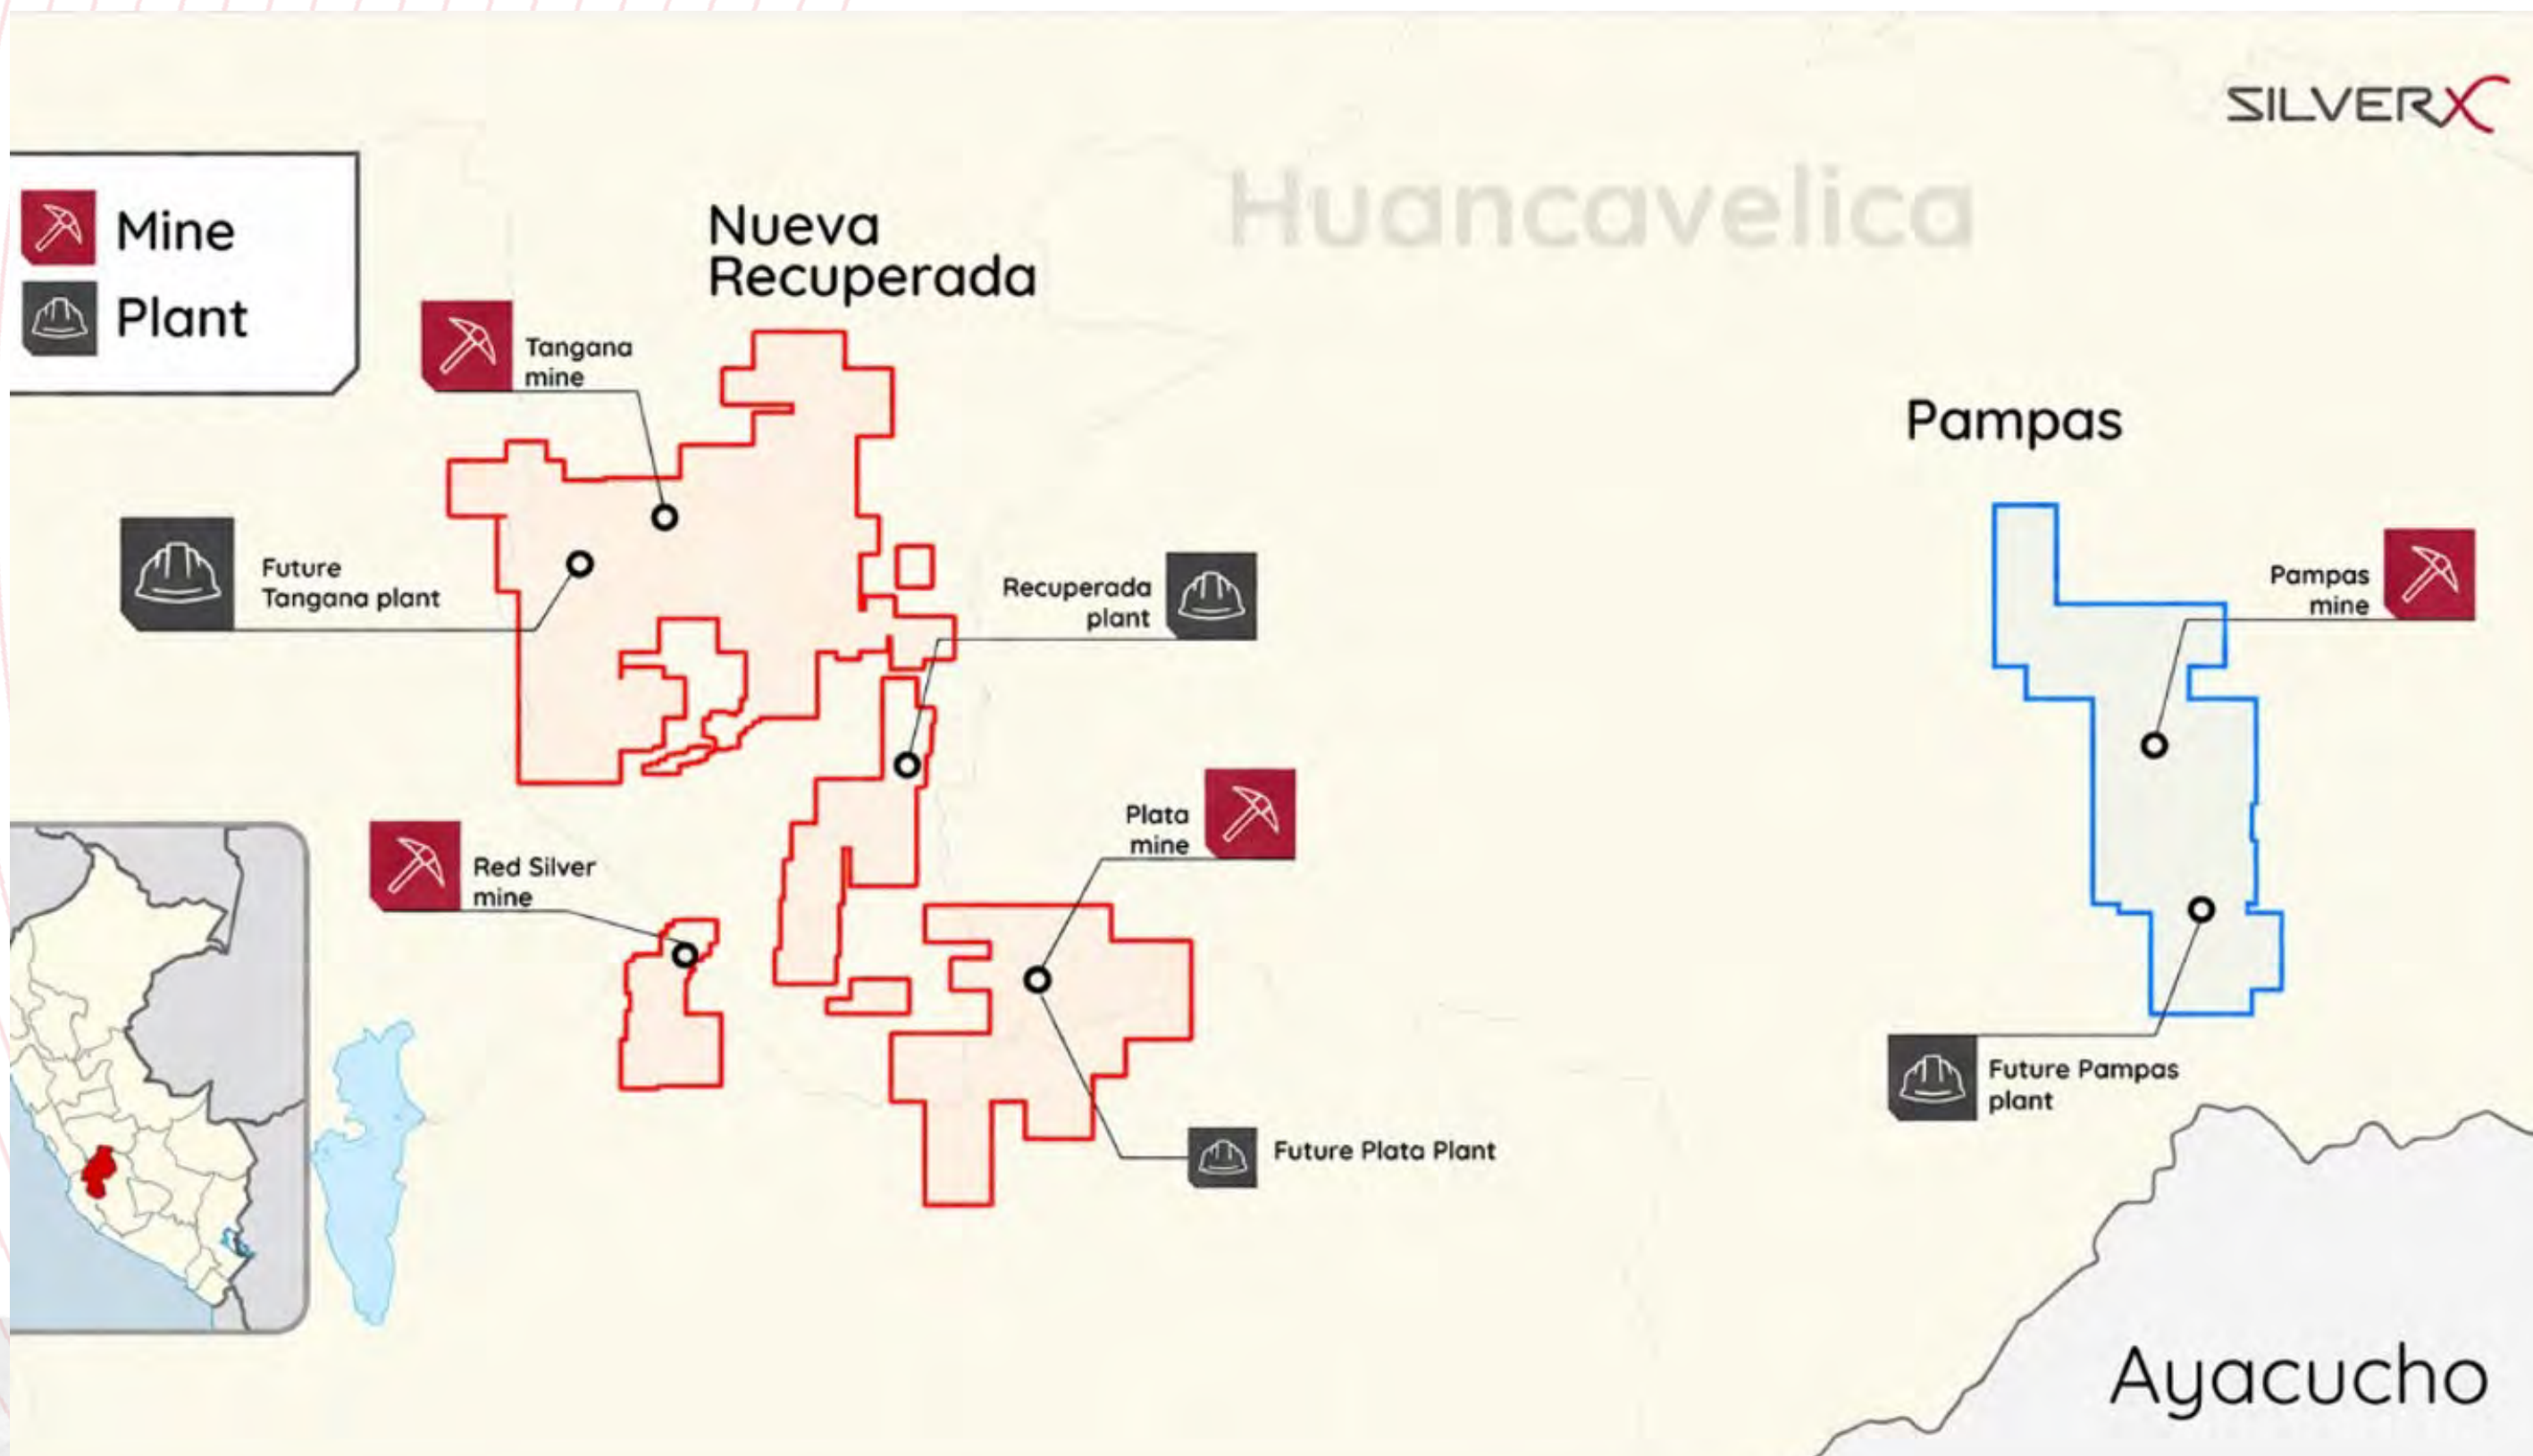 SILVERX
Huancavelica
Mine
Plant
Nueva
Recuperada
Tangana
mine
Future
Tangana plant
Recuperada
plant
Plata
mine
Red Silver
mine
Future Plata Plant
Pampas
Pampas
mine
Future Pampas
plant
Ayacucho